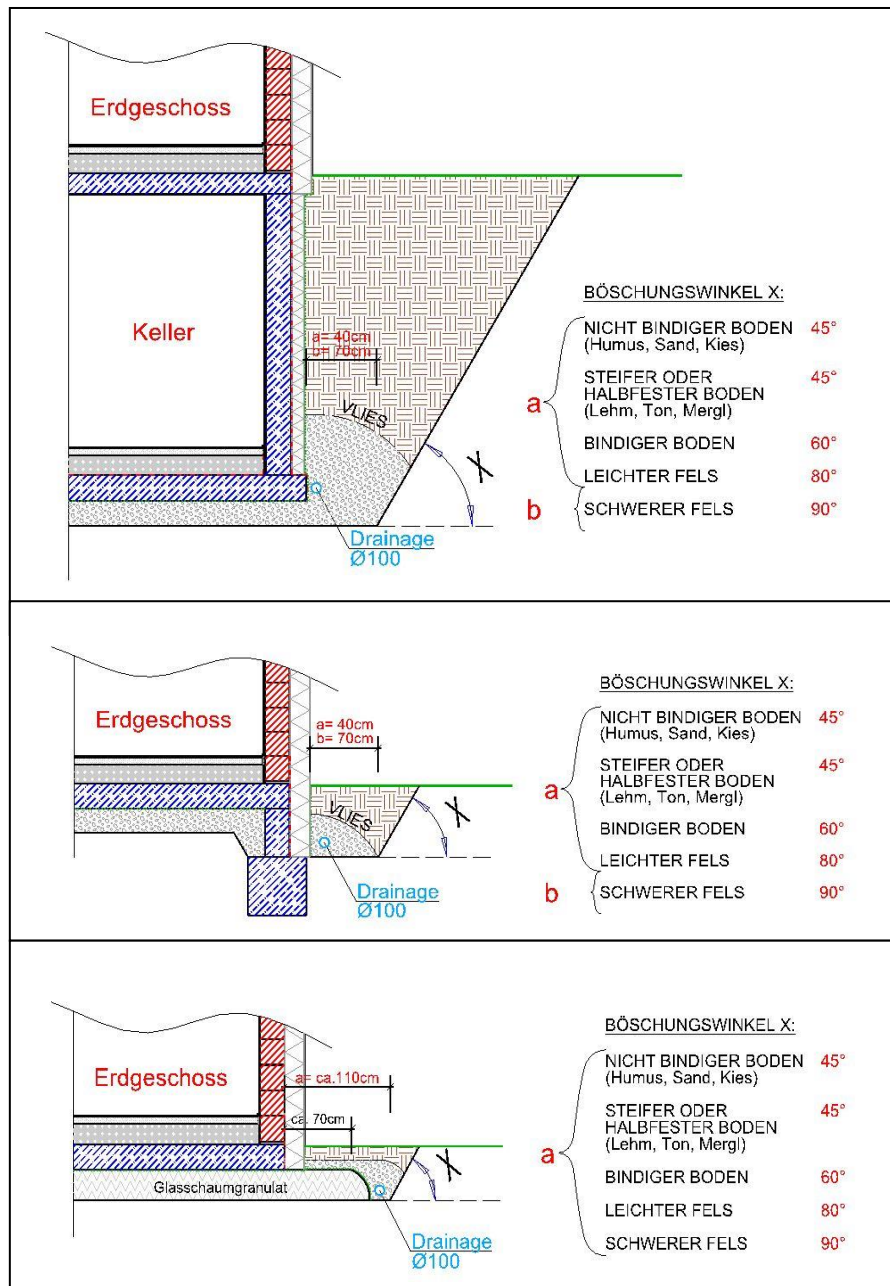 Erdgeschoss
Keller
a= 40cm
b= 70cm
VLIES
X
Drainage
Ø100
BÖSCHUNGSWINKEL X:
a
NICHT BINDIGER BODEN 45°
(Humus, Sand, Kies)
STEIFER ODER 45°
HALBFESTER BODEN
(Lehm, Ton, Mergl)
BINDIGER BODEN 60°
LEICHTER FELS 80°
b
SCHWERER FELS 90°
Erdgeschoss
a= 40cm
b= 70cm
VLIES
X
Drainage
Ø100
BÖSCHUNGSWINKEL X:
a
NICHT BINDIGER BODEN 45°
(Humus, Sand, Kies)
STEIFER ODER 45°
HALBFESTER BODEN
(Lehm, Ton, Mergl)
BINDIGER BODEN 60°
LEICHTER FELS 80°
b
SCHWERER FELS 90°
Erdgeschoss
a= ca.110cm
ca. 70cm
X
Glasschaumgranulat
Drainage
Ø100
BÖSCHUNGSWINKEL X:
a
NICHT BINDIGER BODEN 45°
(Humus, Sand, Kies)
STEIFER ODER 45°
HALBFESTER BODEN
(Lehm, Ton, Mergl)
BINDIGER BODEN 60°
LEICHTER FELS 80°
SCHWERER FELS 90°